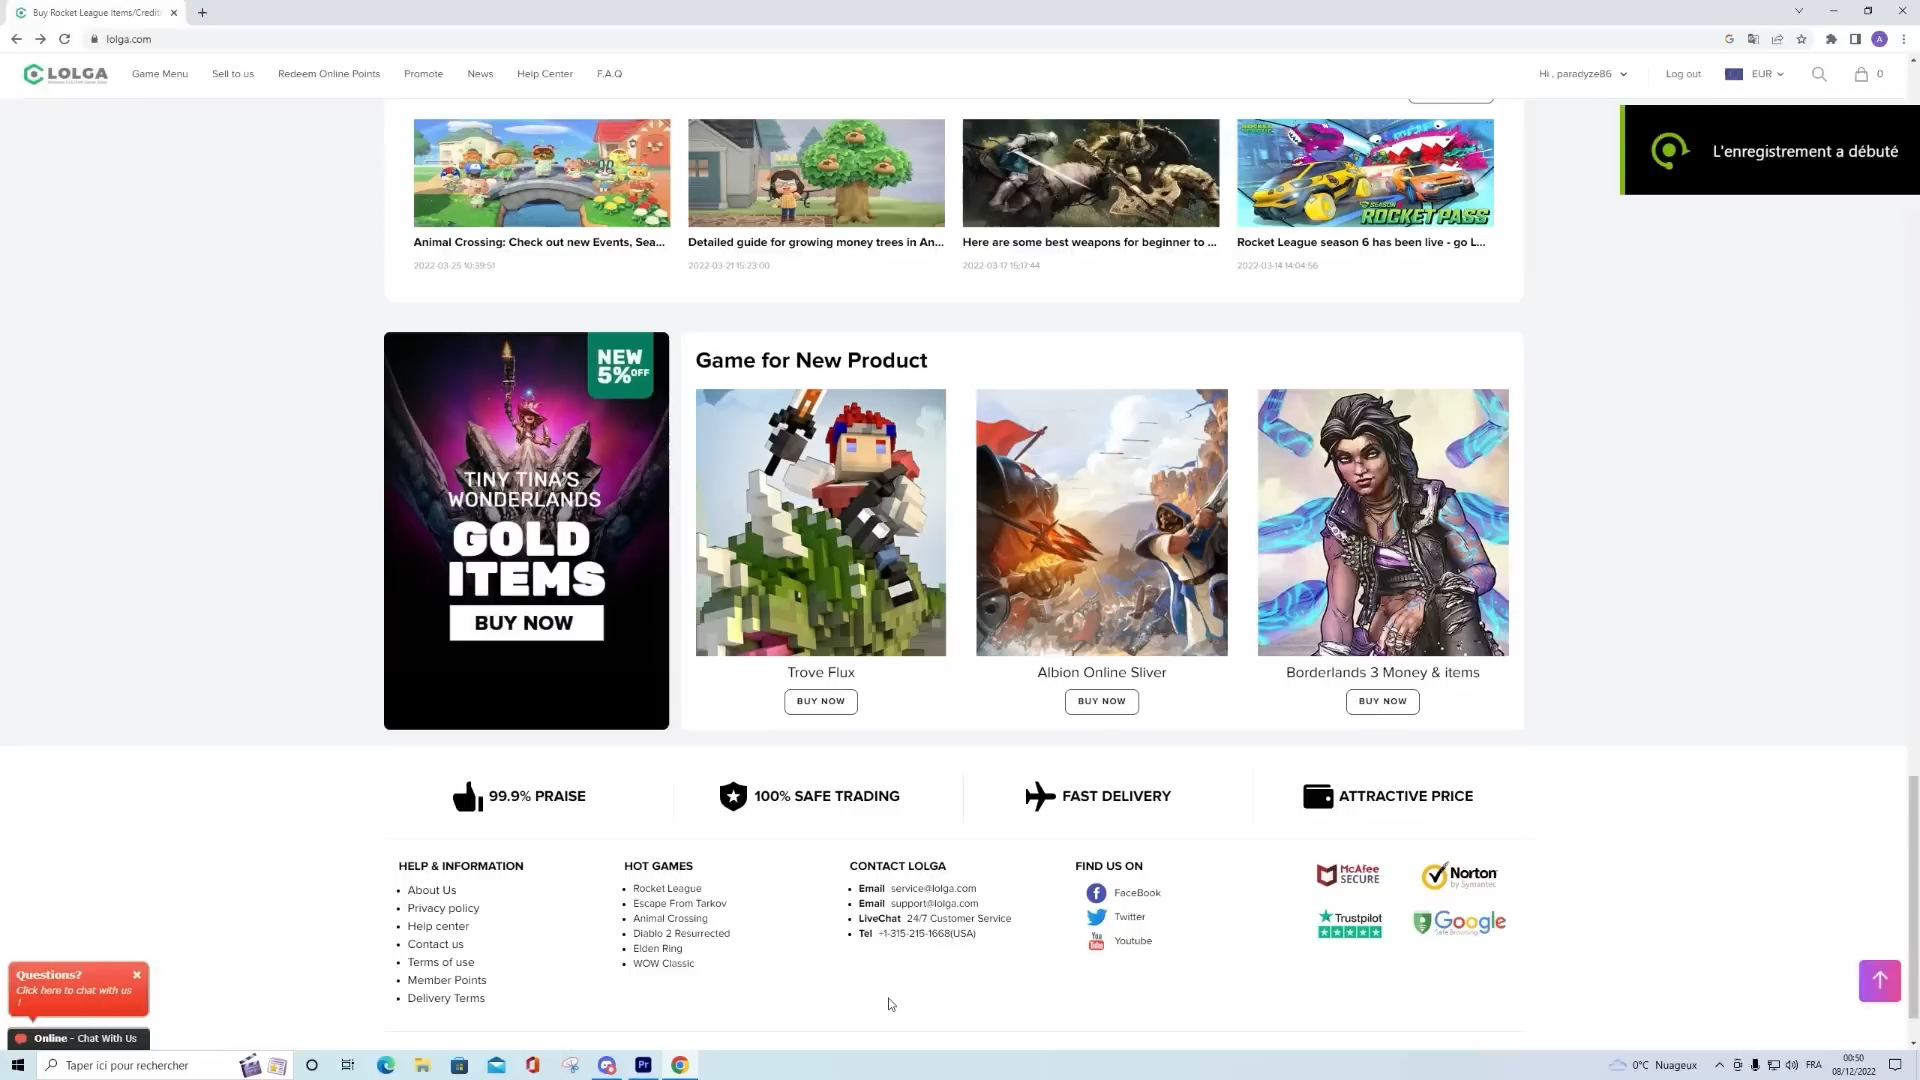 Buy Rocket League Items/Credit
lolga.com
LOLGA
Game Menu
Sell to us
Redeem Online Points
Promote
News
Help Center
F.A.Q
Hi , paradyze86
Log out
EUR
0
L'enregistrement a débuté
ROCKET PASS
Animal Crossing: Check out new Events, Sea...
Detailed guide for growing money trees in An...
Here are some best weapons for beginner to ...
Rocket League season 6 has been live - go L...
2022-03-25 10:39:51
2022-03-21 15:23:00
2022-03-17 15:17:44
2022-03-14 14:04:56
NEW
5%OFF
TINY TINA'S
WONDERLANDS
GOLD
ITEMS
BUY NOW
Game for New Product
Trove Flux
Albion Online Sliver
Borderlands 3 Money & items
BUY NOW
BUY NOW
BUY NOW
99.9% PRAISE
100% SAFE TRADING
FAST DELIVERY
ATTRACTIVE PRICE
HELP & INFORMATION
About Us
Privacy policy
Help center
Contact us
Terms of use
Member Points
Delivery Terms
HOT GAMES
Rocket League
Escape From Tarkov
Animal Crossing
Diablo 2 Resurrected
Elden Ring
WOW Classic
CONTACT LOLGA
Email service@lolga.com
Email support@lolga.com
LiveChat 24/7 Customer Service
Tel +1-315-215-1668(USA)
FIND US ON
FaceBook
Twitter
Youtube
McAfee
SECURE
Norton
by Symantec
Trustpilot
Google
Safe Browsing
Questions?
Click here to chat with us
!
Online - Chat With Us
Taper ici pour rechercher
Pr
0°C Nuageux
FRA
00:50
08/12/2022